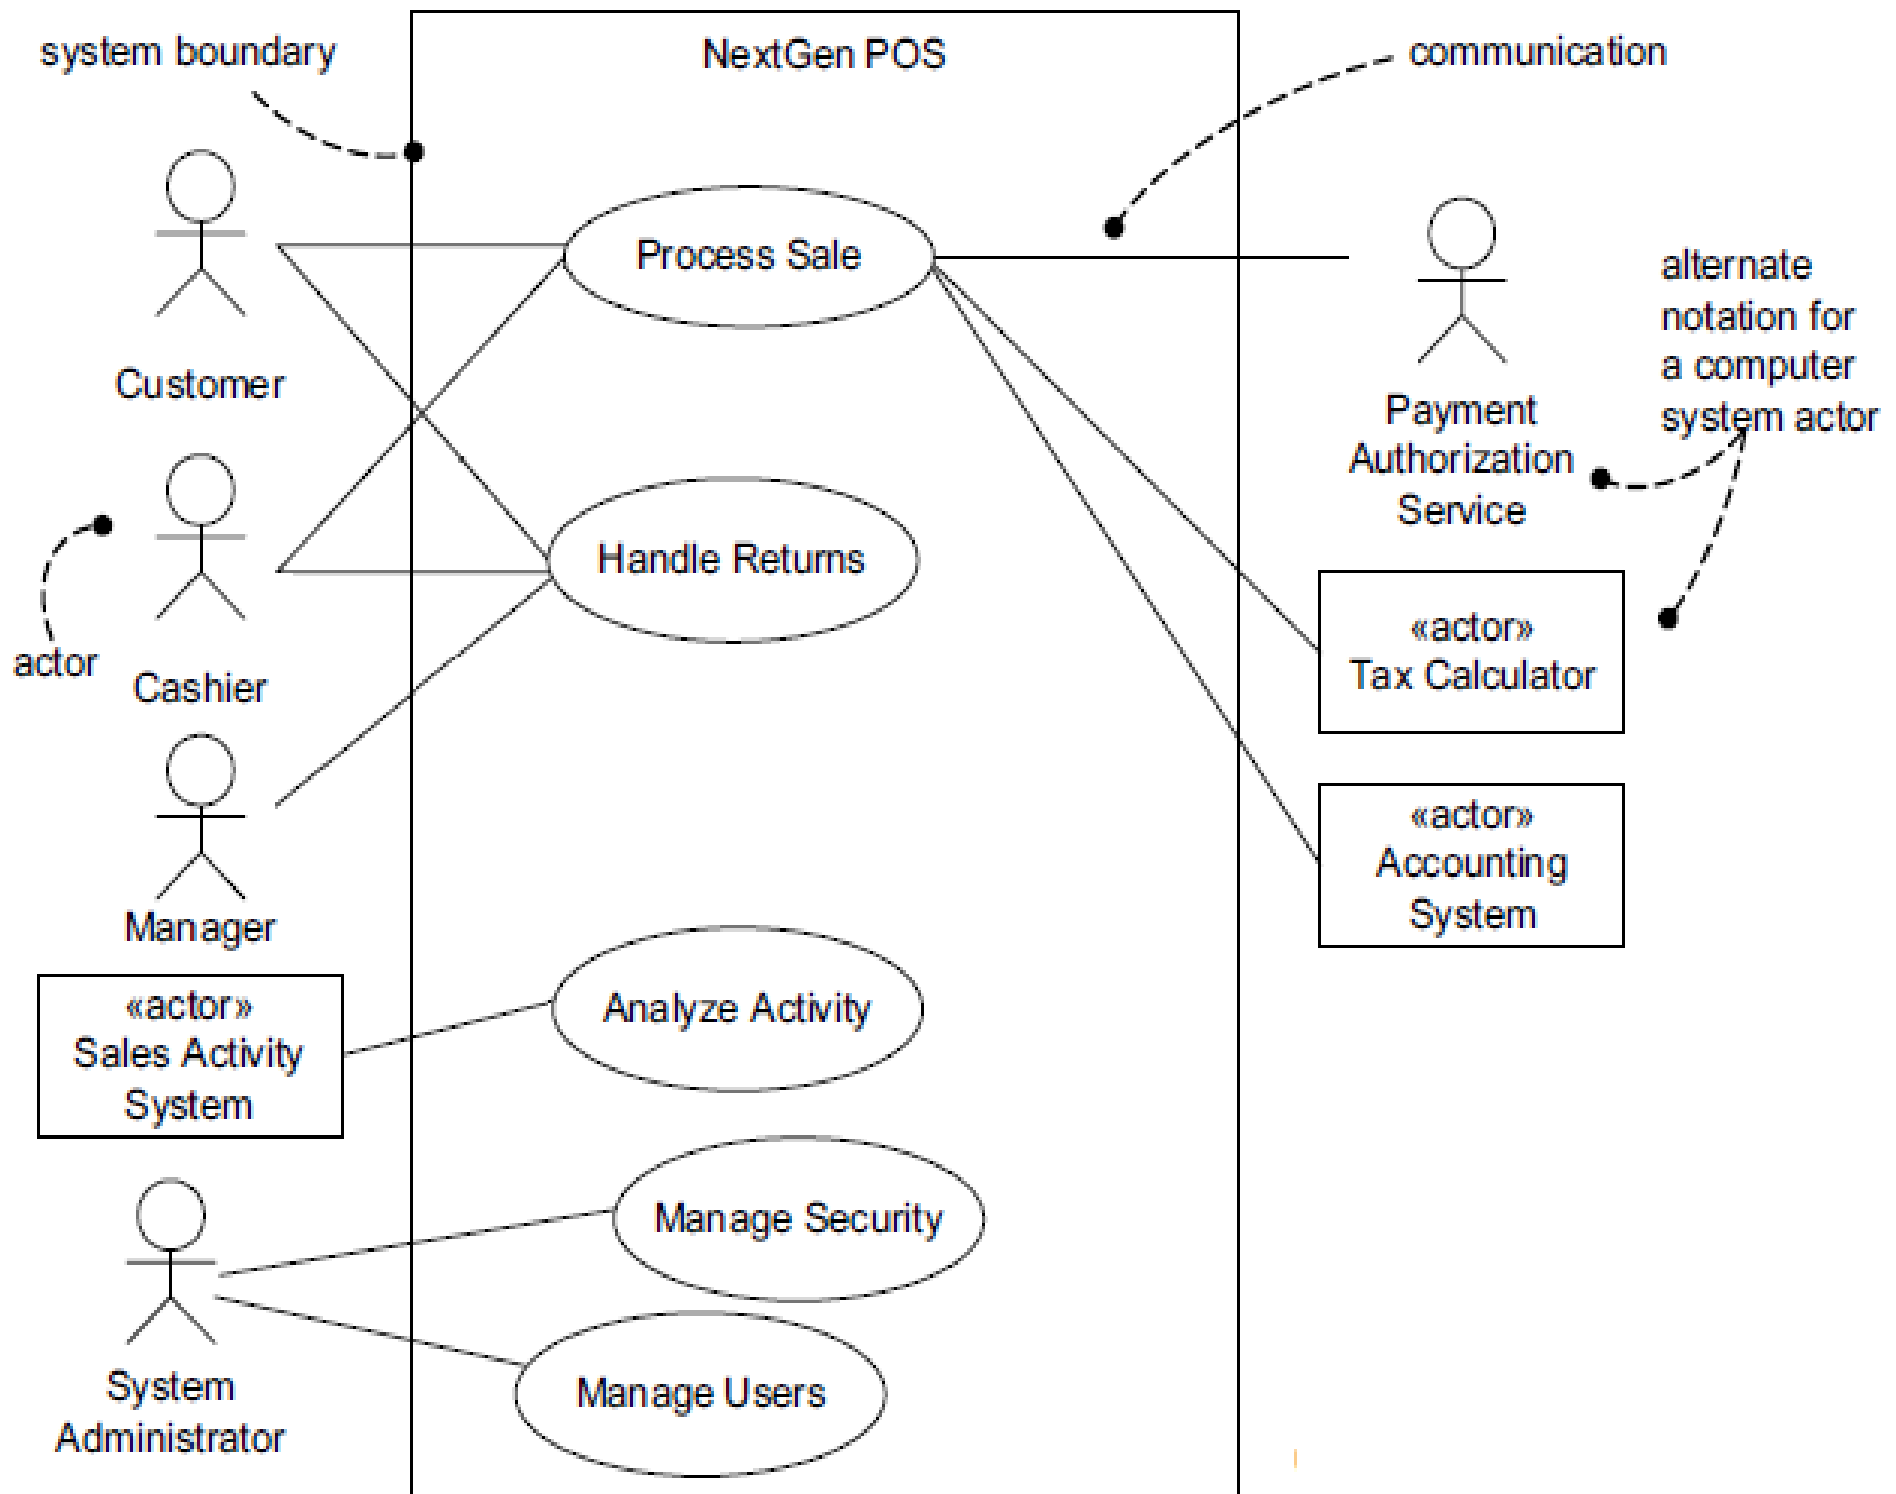 system boundary
NextGen POS
communication
Process Sale
alternate
notation for
a computer
system actor
Customer
Payment
Authorization
Service
Handle Returns
actor
Cashier
«actor»
Tax Calculator
«actor»
Accounting
System
Manager
«actor»
Sales Activity
System
Analyze Activity
Manage Security
System
Administrator
Manage Users